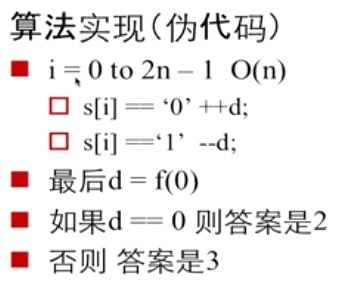 算法实现(伪代码)
i = 0 to 2n – 1 O(n)
s[i] == ‘0’ ++d;
s[i] ==‘1’ --d;
最后d = f(0)
如果d == 0 则答案是2
否则 答案是3